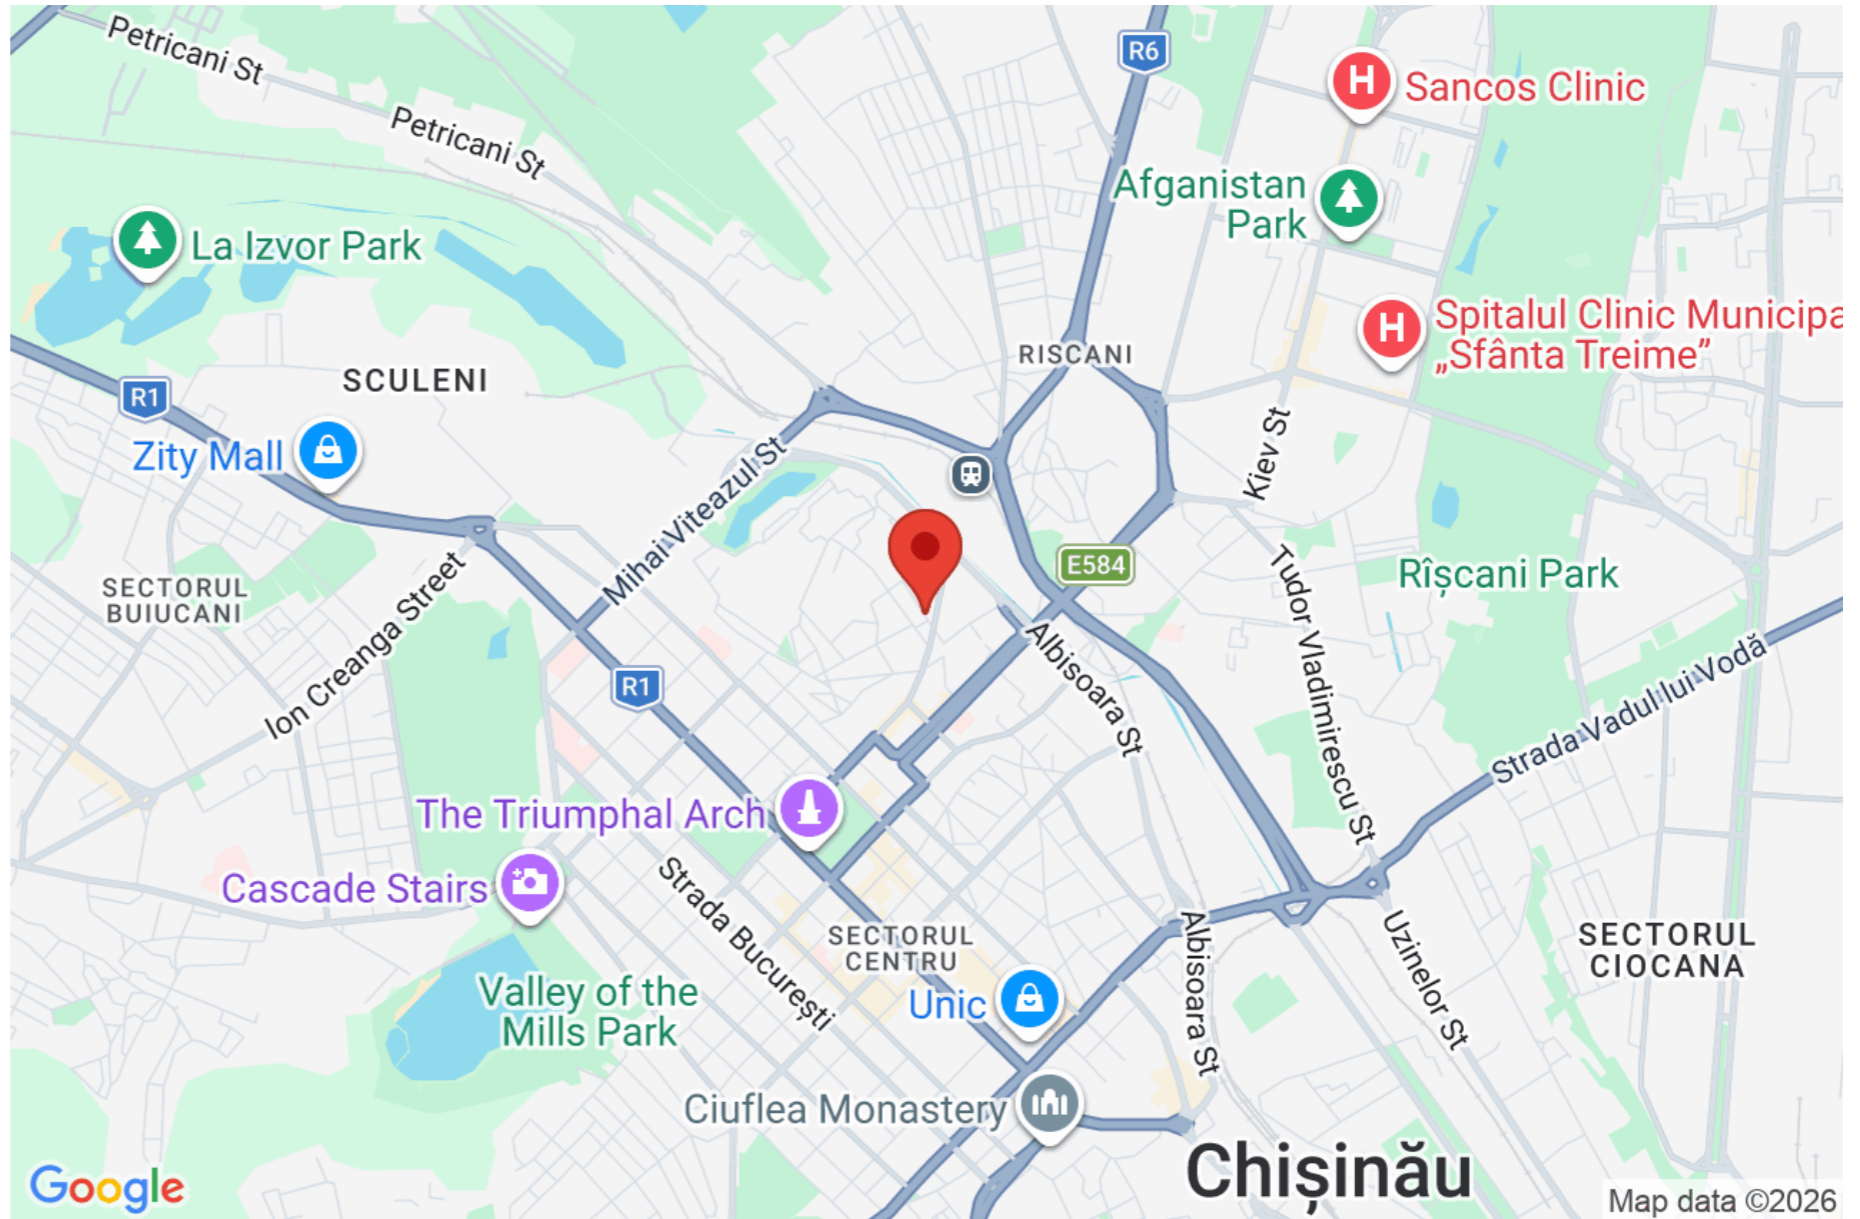 Petricani St
R6
Sancos Clinic
Petricani St
Afganistan
Park
La Izvor Park
Spitalul Clinic Municipa
„Sfânta Treime”
RISCANI
SCULENI
R1
Zity Mall
Mihai Viteazul St
Kiev St
E584
Rîșcani Park
SECTORUL
BUIUCANI
Ion Creanga Street
Tudor Vladimirescu St
Albisoara St
R1
Strada Vadul lui Vodă
The Triumphal Arch
Cascade Stairs
Strada București
SECTORUL
CENTRU
Albisoara St
Uzinelor St
SECTORUL
CIOCANA
Valley of the
Mills Park
Unic
Ciuflea Monastery
Chișinău
Google
Map data ©2026
H
H